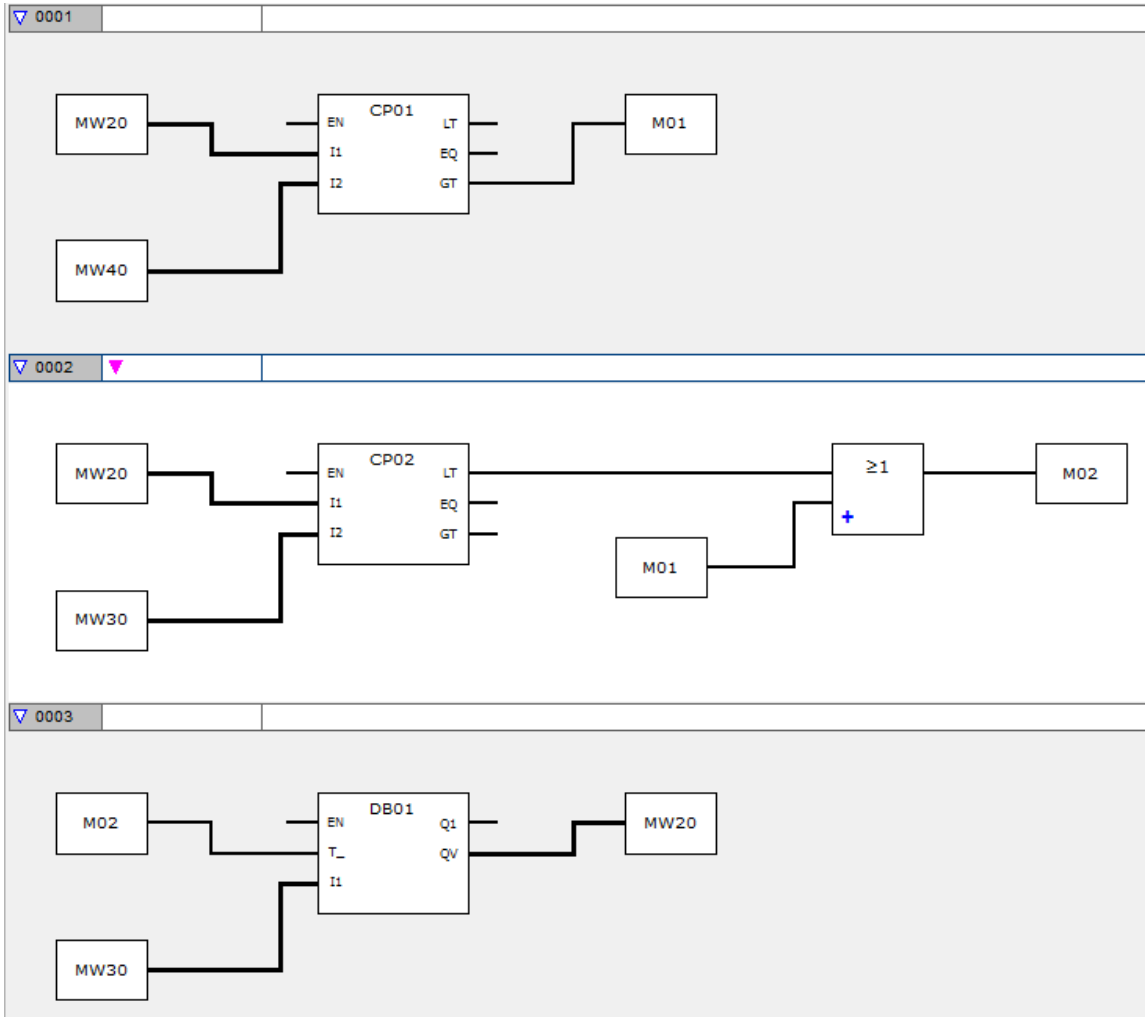 0001
MW20
CP01
EN
LT
M01
I1
EQ
I2
GT
MW40
0002
MW20
CP02
EN
LT
≥1
M02
I1
EQ
+
I2
GT
M01
MW30
0003
M02
DB01
EN
Q1
MW20
T_
QV
I1
MW30